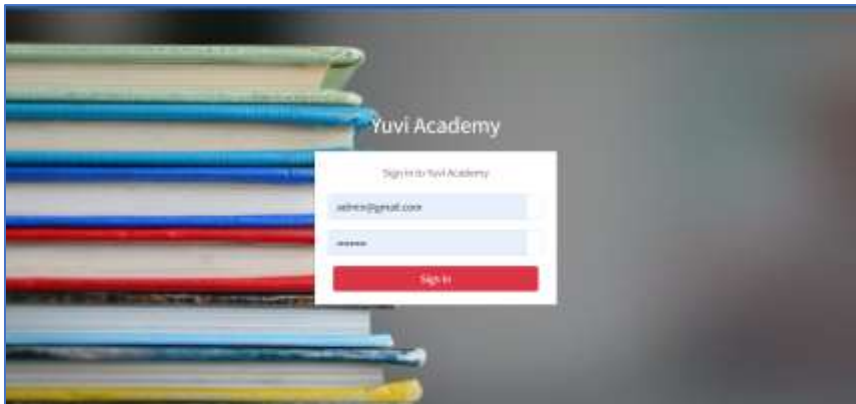 Yuvi Academy
Sign in to Yuvi Academy
admin@gmail.com
••••••
Sign In